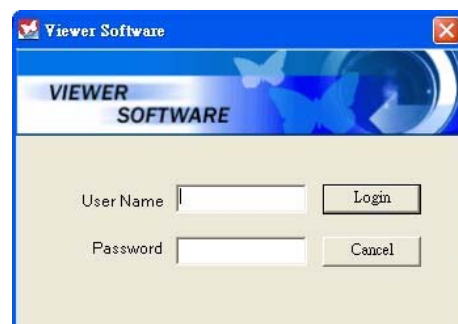 Viewer Software
VIEWER
SOFTWARE
User Name
Login
Password
Cancel